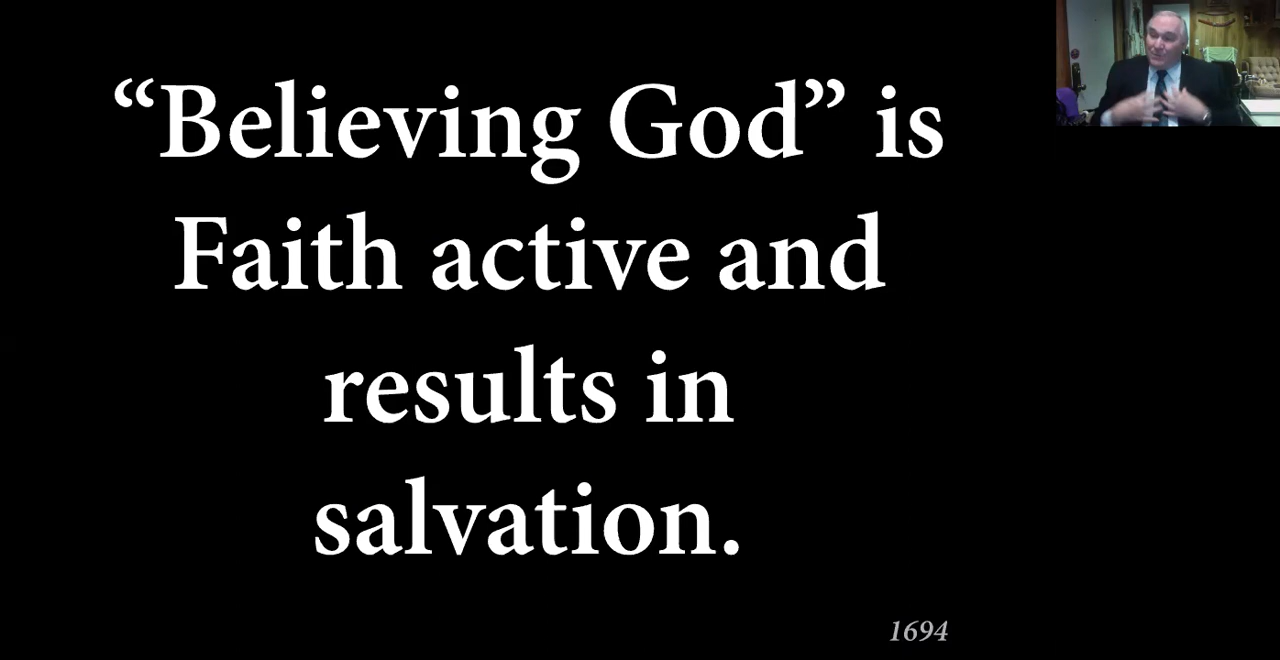 “Believing God” is
Faith active and
results in
salvation.
1694